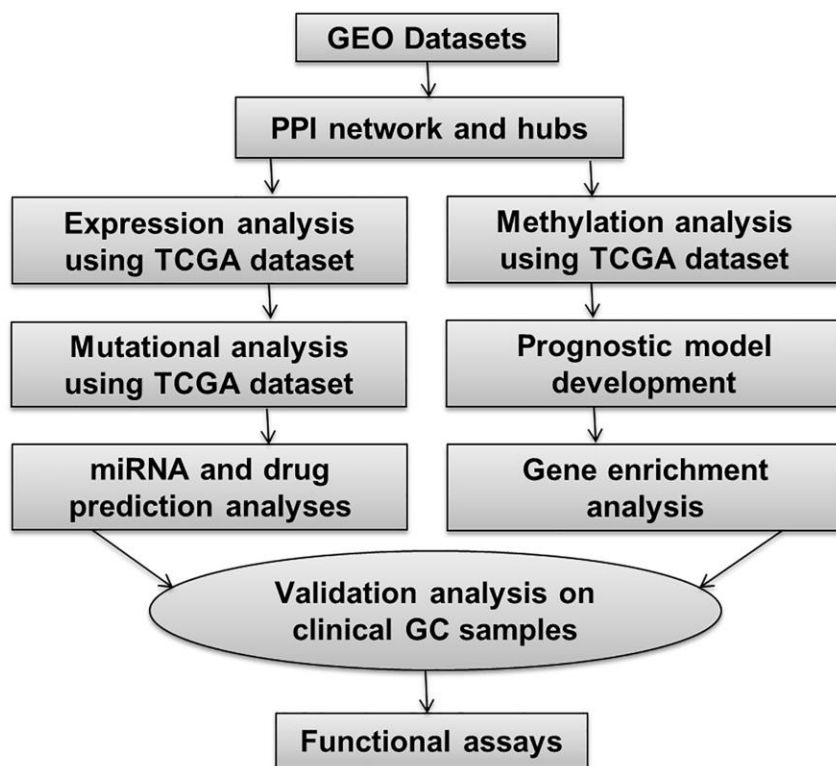 GEO Datasets
PPI network and hubs
Expression analysis
using TCGA dataset
Methylation analysis
using TCGA dataset
Mutational analysis
using TCGA dataset
Prognostic model
development
miRNA and drug
prediction analyses
Gene enrichment
analysis
Validation analysis on
clinical GC samples
Functional assays